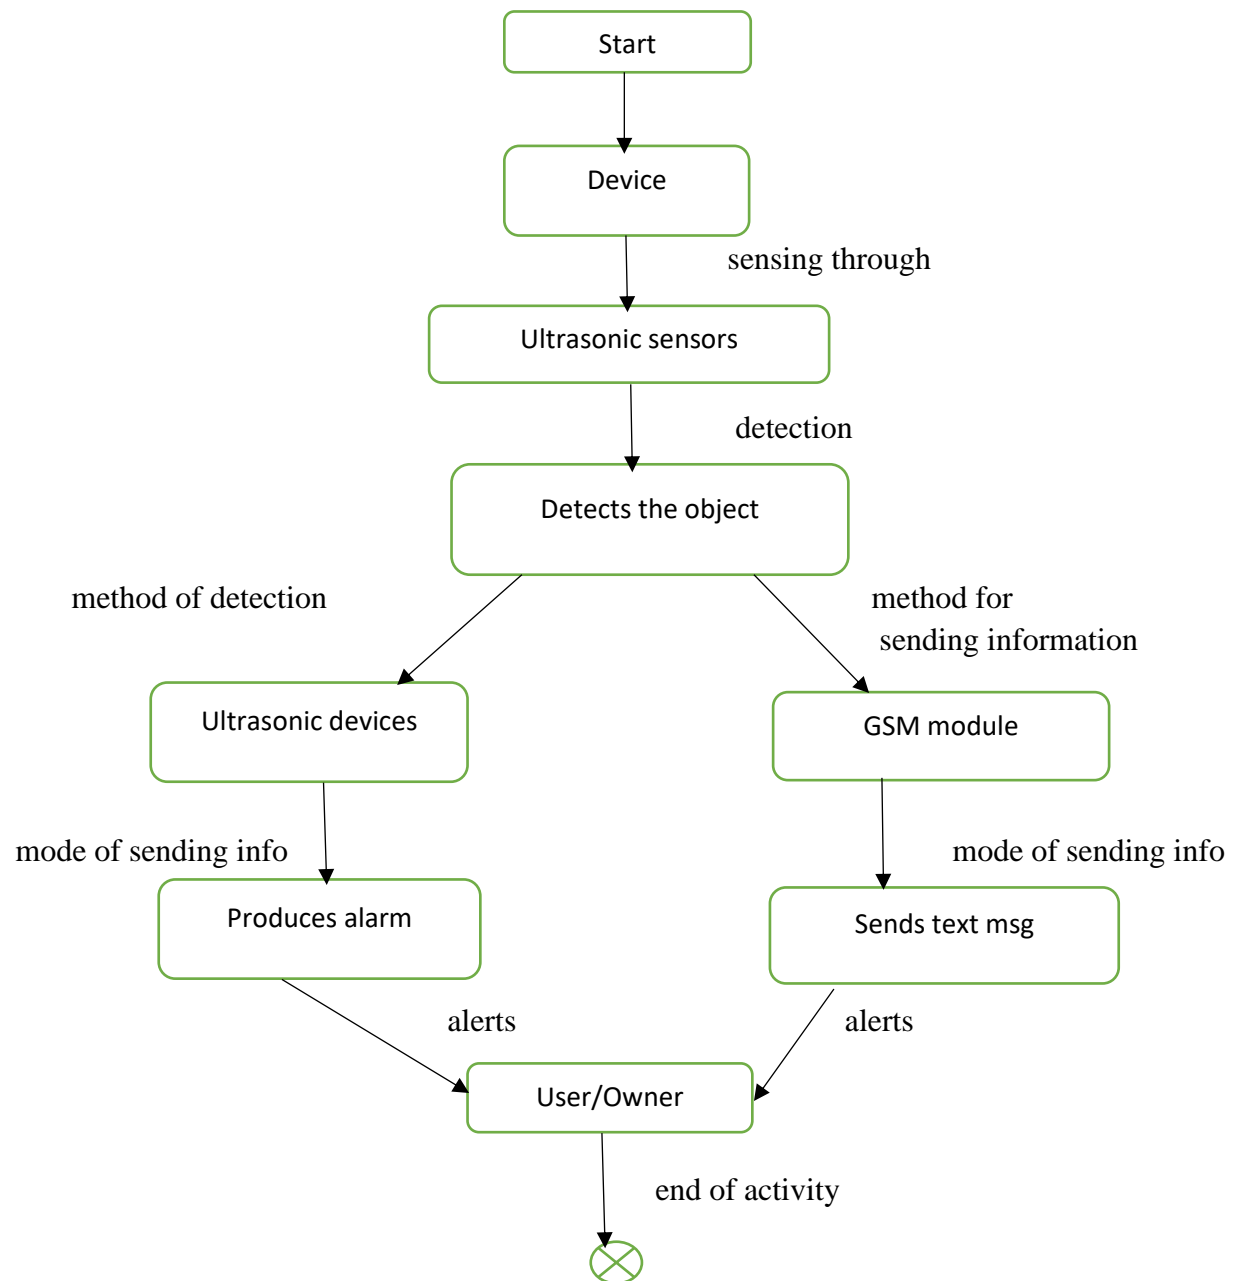 Start
Device
sensing through
Ultrasonic sensors
detection
Detects the object
method of detection
method for
sending information
Ultrasonic devices
GSM module
mode of sending info
mode of sending info
Produces alarm
Sends text msg
alerts
alerts
User/Owner
end of activity